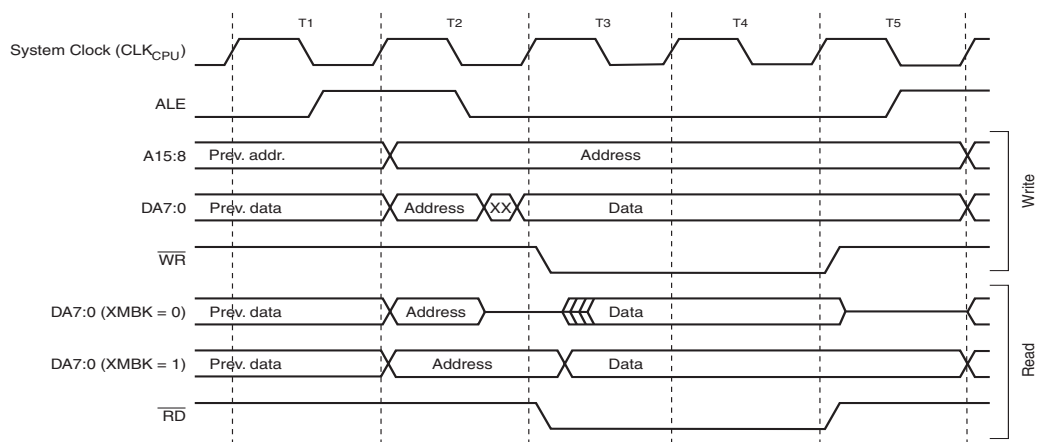 T1 T2 T3 T4 T5
System Clock (CLKCPU)
ALE
A15:8 Prev. addr. Address
DA7:0 Prev. data Address XX Data
WR
DA7:0 (XMBK = 0) Prev. data Address Data
DA7:0 (XMBK = 1) Prev. data Address Data
RD
Write
Read